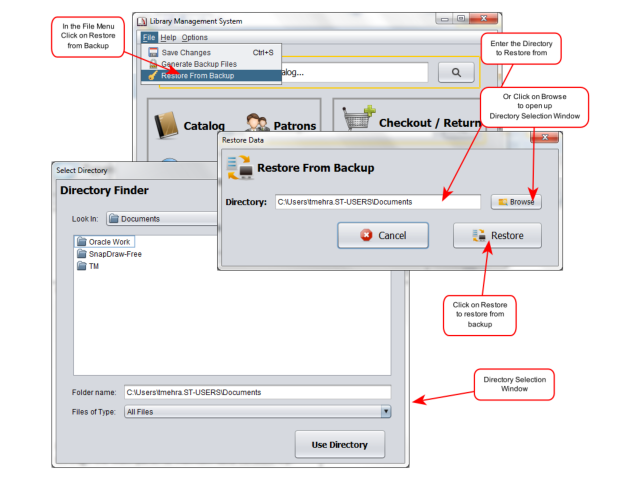 In the File Menu
Click on Restore
from Backup
Library Management System
File Help Options
Save Changes Ctrl+S
Generate Backup Files
Restore From Backup
alog...
Enter the Directory
to Restore from
Or Click on Browse
to open up
Directory Selection Window
Catalog
Patrons
Checkout / Return
Restore Data
Restore From Backup
Directory: C:\Users\tmehra.ST-USERS\Documents
Browse
Cancel
Restore
Select Directory
Directory Finder
Look In: Documents
Oracle Work
SnapDraw-Free
TM
Click on Restore
to restore from
backup
Directory Selection
Window
Folder name: C:\Users\tmehra.ST-USERS\Documents
Files of Type: All Files
Use Directory